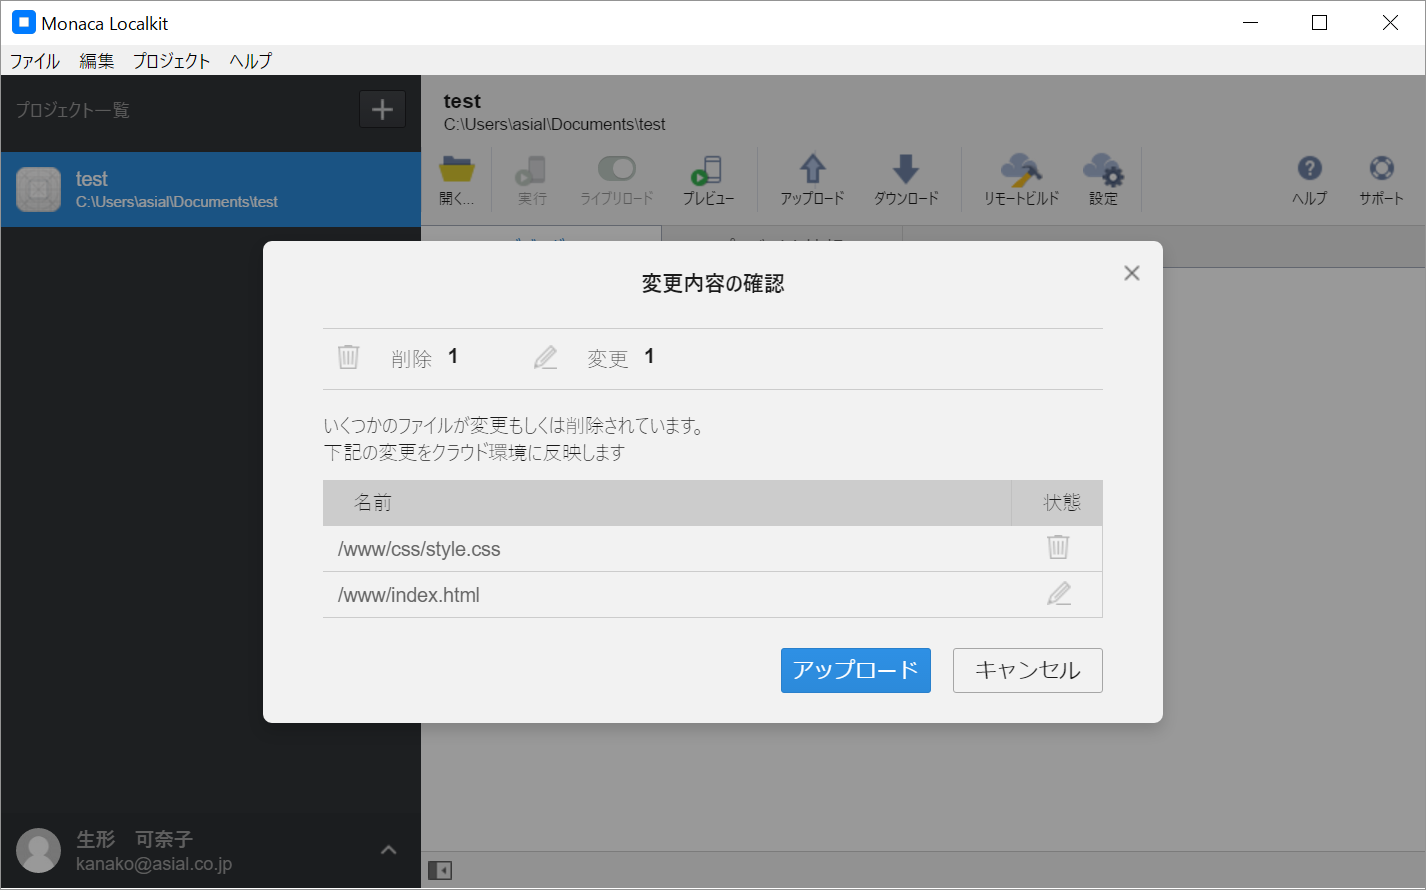 Monaca Localkit
ファイル 編集 プロジェクト ヘルプ
プロジェクト一覧
test
C:\Users\asial\Documents\test
test
C:\Users\asial\Documents\test
開く... 実行 ライブリロード プレビュー アップロード ダウンロード リモートビルド 設定 ヘルプ サポート
変更内容の確認
削除 1 変更 1
いくつかのファイルが変更もしくは削除されています。
下記の変更をクラウド環境に反映します
名前 状態
/www/css/style.css
/www/index.html
アップロード キャンセル
生形 可奈子
kanako@asial.co.jp